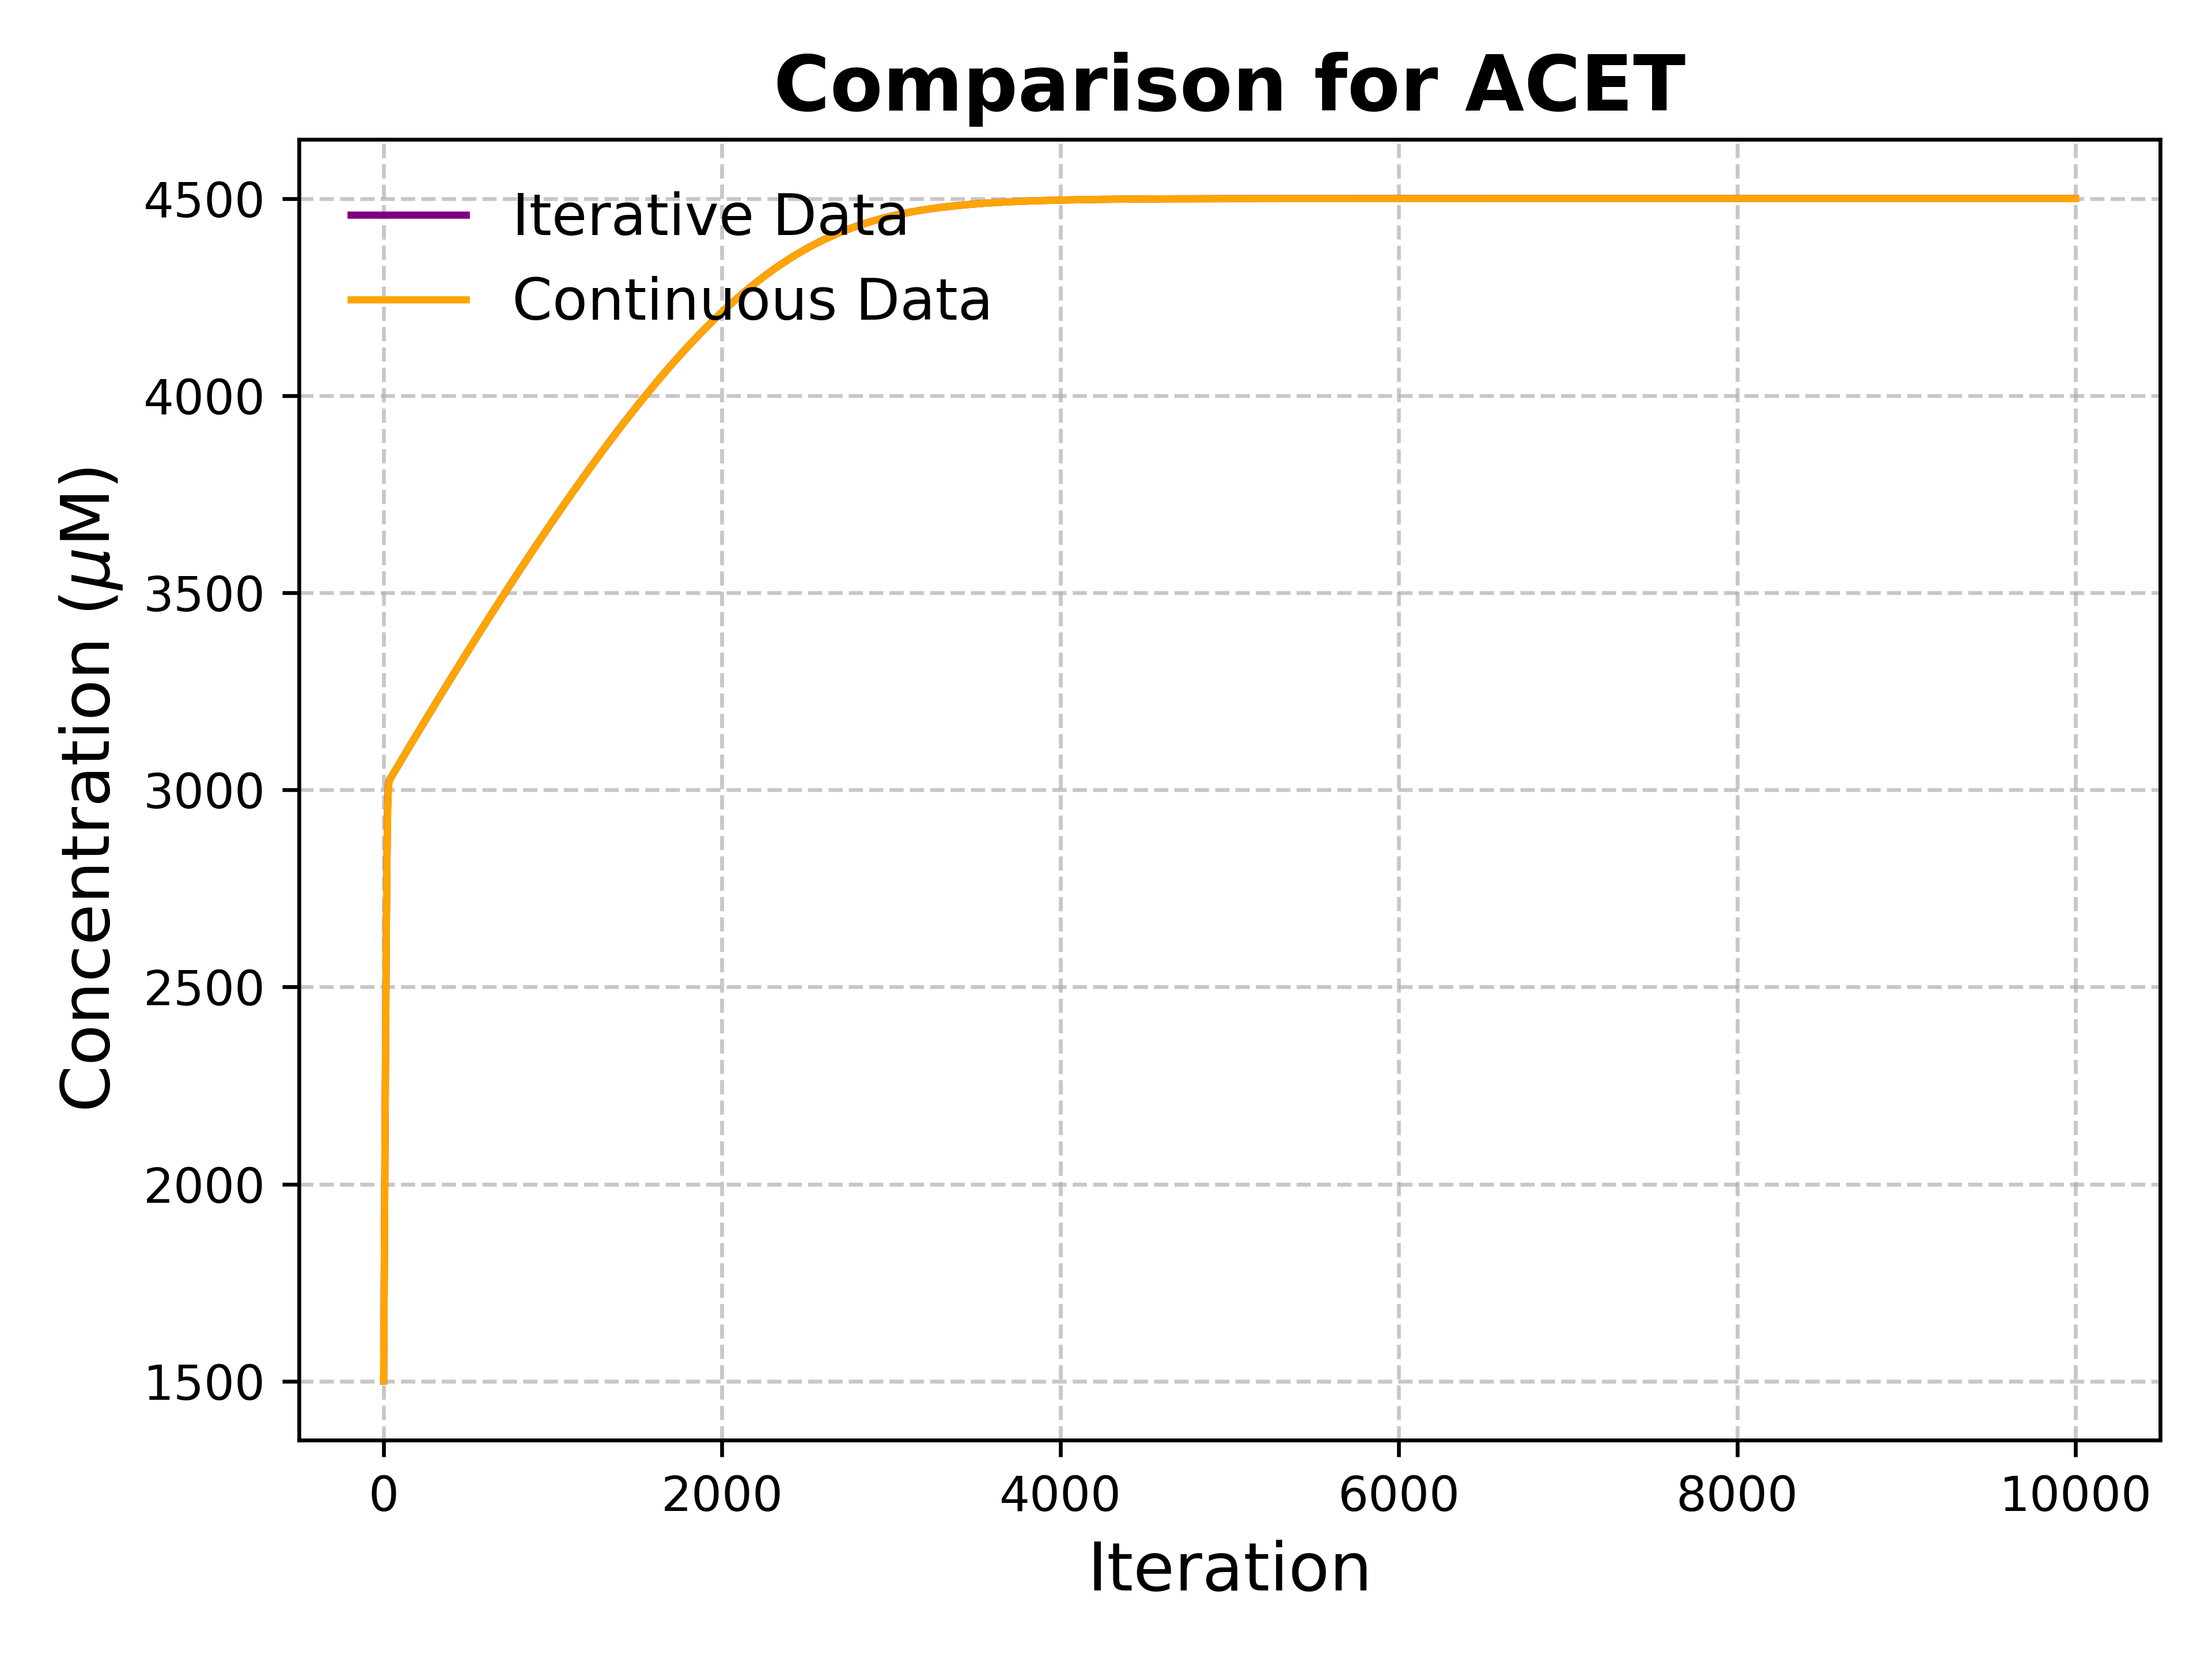 Comparison for ACET
Iterative Data
Continuous Data
Concentration (μM)
4500
4000
3500
3000
2500
2000
1500
0 2000 4000 6000 8000 10000
Iteration